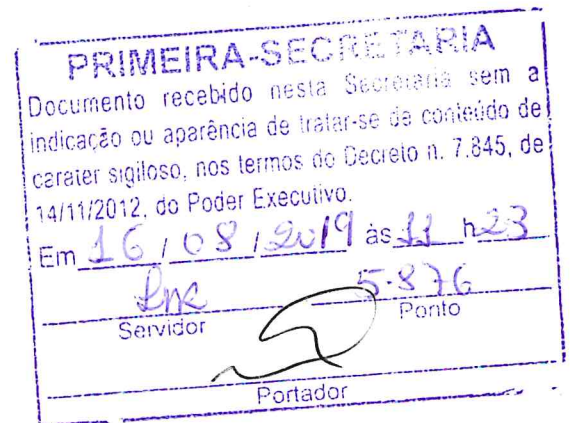 PRIMEIRA-SECRETARIA
Documento recebido nesta Secretaria sem a
indicação ou aparência de tratar-se de conteúdo de
carater sigiloso, nos termos do Decreto n. 7.845, de
14/11/2012, do Poder Executivo.
Em 16 / 08 / 2019 às 11 h 23
5.876
Servidor Ponto
Portador